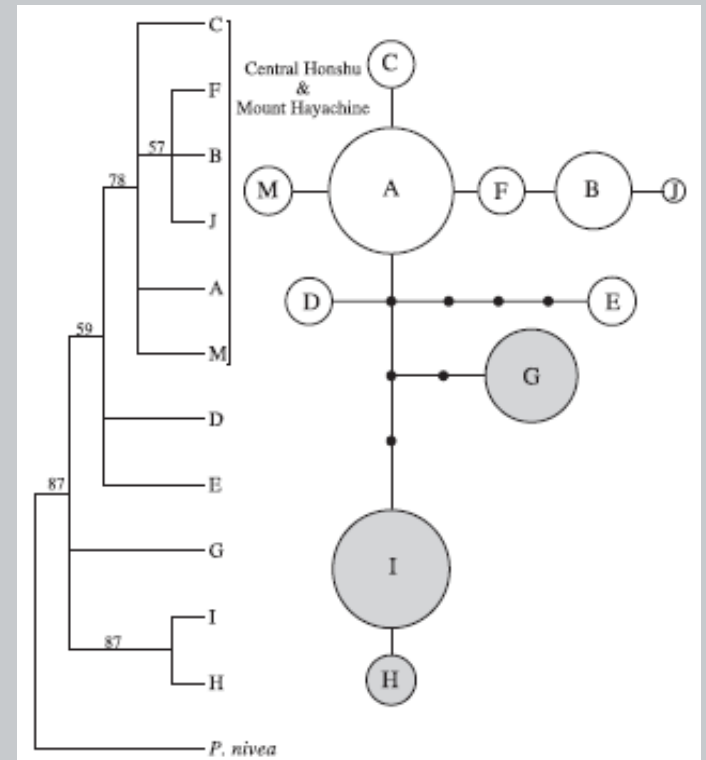 C
F
57
B
78
J
A
59
M
D
E
87
G
I
87
H
P. nivea
Central Honshu
&
Mount Hayachine
C
M
A
F
B
J
D
E
G
I
H